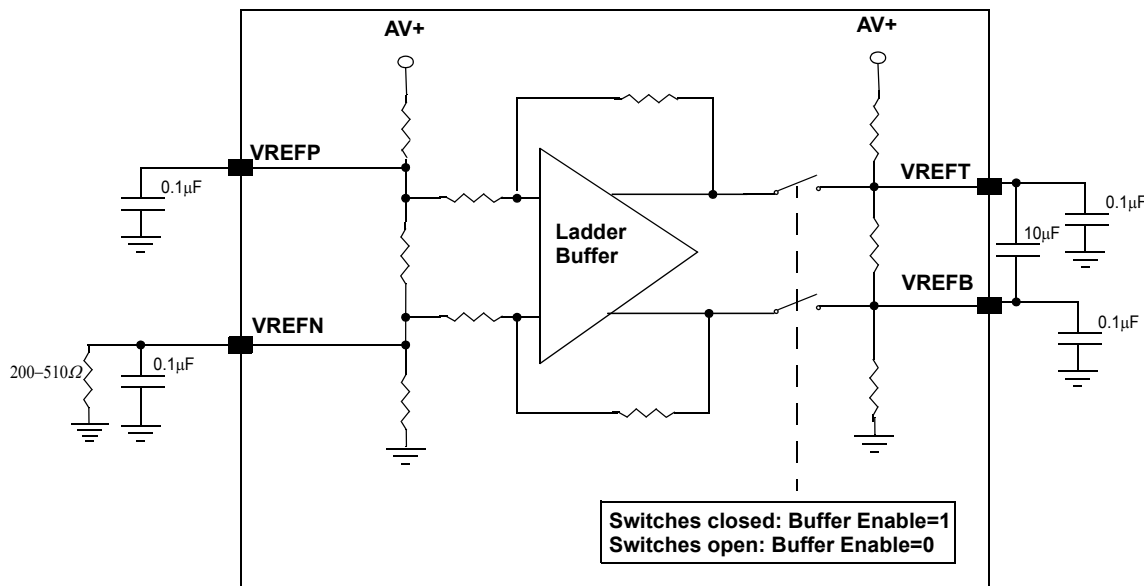 AV+
AV+
VREFP
0.1µF
Ladder
Buffer
VREFT
0.1µF
10µF
VREFB
VREFN
0.1µF
200–510Ω
0.1µF
Switches closed: Buffer Enable=1
Switches open: Buffer Enable=0